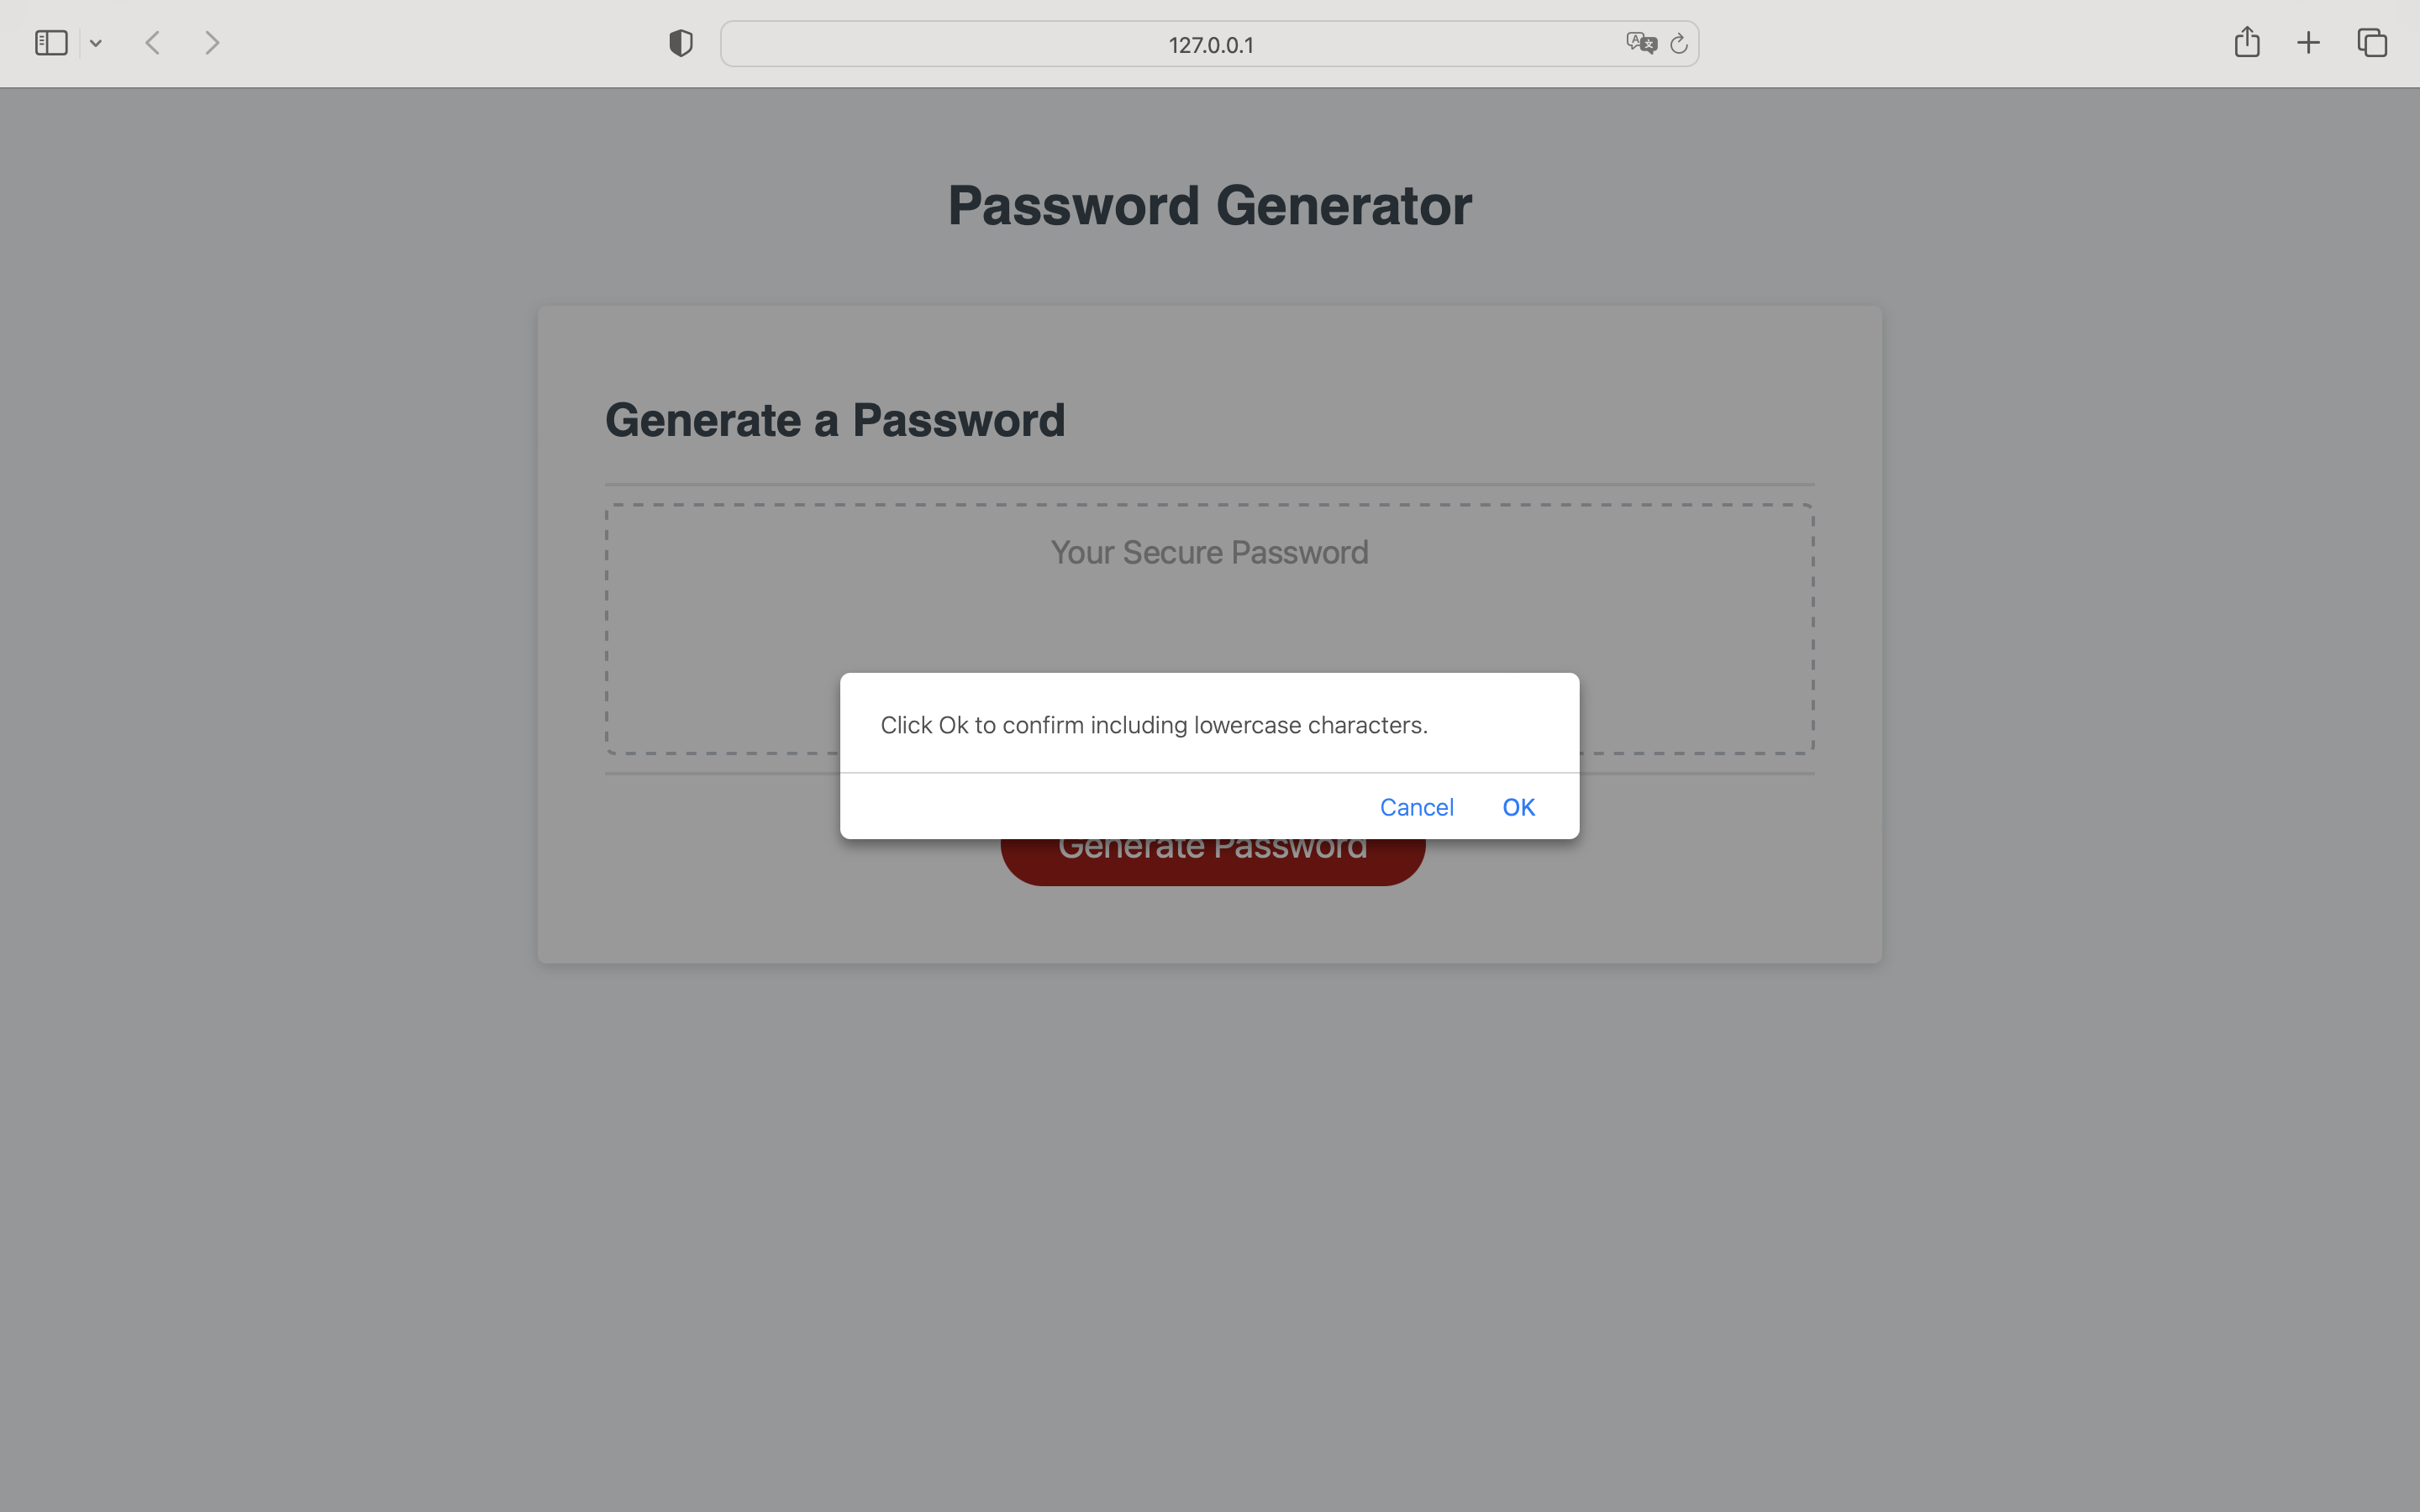 127.0.0.1
Password Generator
Generate a Password
Your Secure Password
Click Ok to confirm including lowercase characters.
Cancel OK
Generate Password